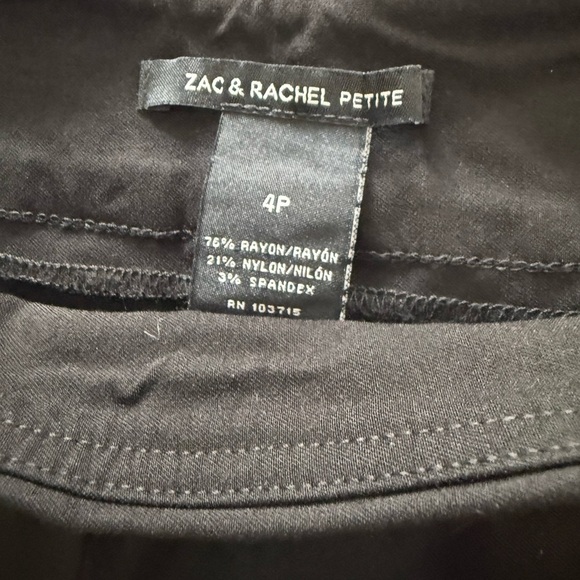 ZAC & RACHEL PETITE
4P
76% RAYON/RAYÓN
21% NYLON/NILÓN
3% SPANDEX
RN 103715